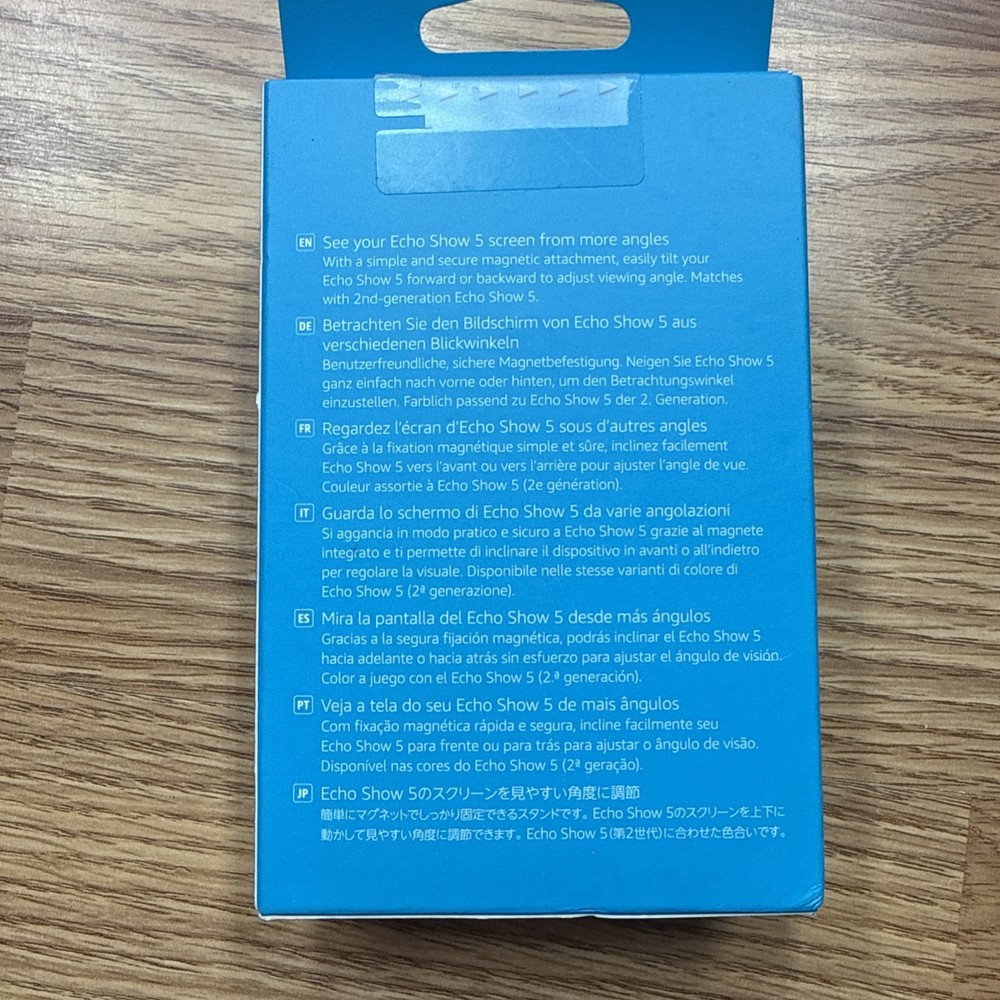 EN See your Echo Show 5 screen from more angles
With a simple and secure magnetic attachment, easily tilt your
Echo Show 5 forward or backward to adjust viewing angle. Matches
with 2nd-generation Echo Show 5.
DE Betrachten Sie den Bildschirm von Echo Show 5 aus
verschiedenen Blickwinkeln
Benutzerfreundliche, sichere Magnetbefestigung. Neigen Sie Echo Show 5
ganz einfach nach vorne oder hinten, um den Betrachtungswinkel
einzustellen. Farblich passend zu Echo Show 5 der 2. Generation.
FR Regardez l'écran d'Echo Show 5 sous d'autres angles
Grâce à la fixation magnétique simple et sûre, inclinez facilement
Echo Show 5 vers l'avant ou vers l'arrière pour ajuster l'angle de vue.
Couleur assortie à Echo Show 5 (2e génération).
IT Guarda lo schermo di Echo Show 5 da varie angolazioni
Si aggancia in modo pratico e sicuro a Echo Show 5 grazie al magnete
integrato e ti permette di inclinare il dispositivo in avanti o all'indietro
per regolare la visuale. Disponibile nelle stesse varianti di colore di
Echo Show 5 (2ª generazione).
ES Mira la pantalla del Echo Show 5 desde más ángulos
Gracias a la segura fijación magnética, podrás inclinar el Echo Show 5
hacia adelante o hacia atrás sin esfuerzo para ajustar el ángulo de visión.
Color a juego con el Echo Show 5 (2.ª generación).
PT Veja a tela do seu Echo Show 5 de mais ângulos
Com fixação magnética rápida e segura, incline facilmente seu
Echo Show 5 para frente ou para trás para ajustar o ângulo de visão.
Disponível nas cores do Echo Show 5 (2ª geração).
JP Echo Show 5のスクリーンを見やすい角度に調節
簡単にマグネットでしっかり固定できるスタンドです。Echo Show 5のスクリーンを上下に
動かして見やすい角度に調節できます。Echo Show 5(第2世代)に合わせた色合いです。